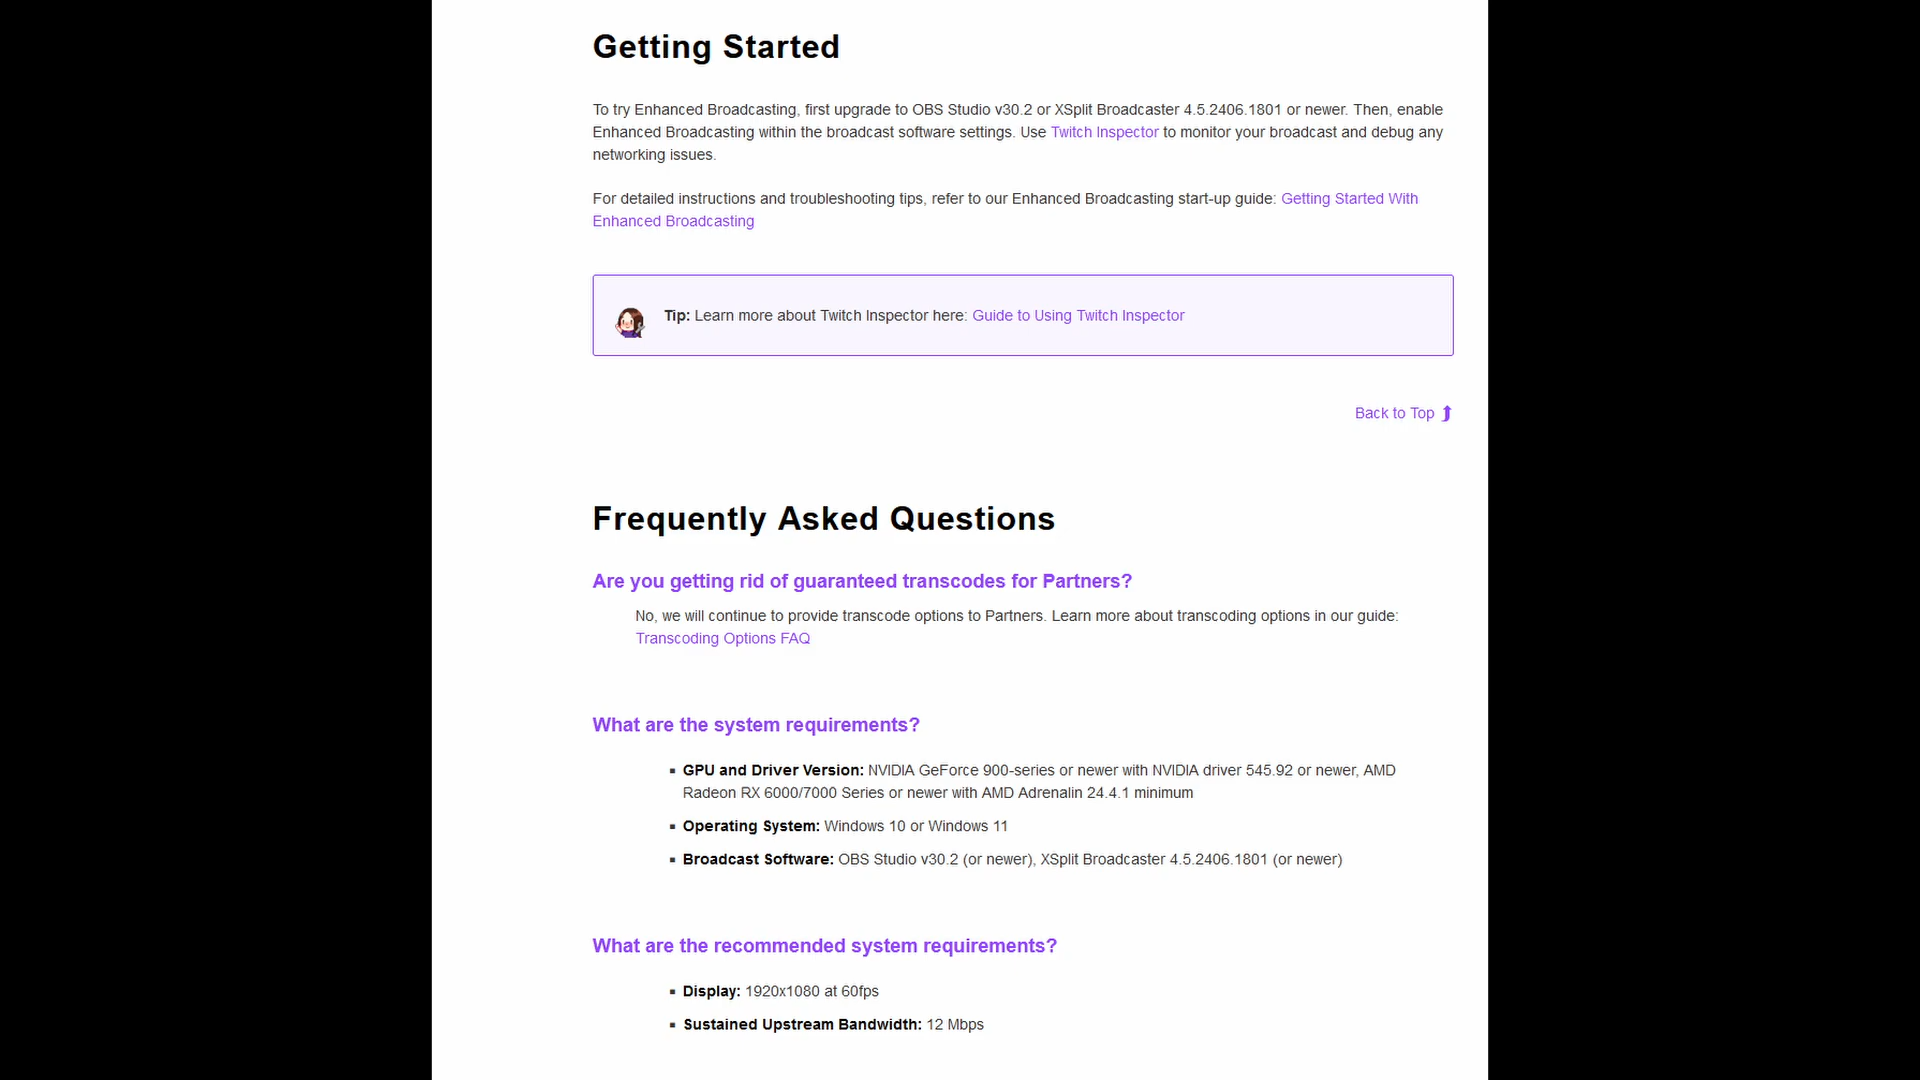 Getting Started
To try Enhanced Broadcasting, first upgrade to OBS Studio v30.2 or XSplit Broadcaster 4.5.2406.1801 or newer. Then, enable
Enhanced Broadcasting within the broadcast software settings. Use Twitch Inspector to monitor your broadcast and debug any
networking issues.
For detailed instructions and troubleshooting tips, refer to our Enhanced Broadcasting start-up guide: Getting Started With
Enhanced Broadcasting
Tip: Learn more about Twitch Inspector here: Guide to Using Twitch Inspector
Back to Top
Frequently Asked Questions
Are you getting rid of guaranteed transcodes for Partners?
No, we will continue to provide transcode options to Partners. Learn more about transcoding options in our guide:
Transcoding Options FAQ
What are the system requirements?
▪ GPU and Driver Version: NVIDIA GeForce 900-series or newer with NVIDIA driver 545.92 or newer, AMD
Radeon RX 6000/7000 Series or newer with AMD Adrenalin 24.4.1 minimum
▪ Operating System: Windows 10 or Windows 11
▪ Broadcast Software: OBS Studio v30.2 (or newer), XSplit Broadcaster 4.5.2406.1801 (or newer)
What are the recommended system requirements?
▪ Display: 1920x1080 at 60fps
▪ Sustained Upstream Bandwidth: 12 Mbps